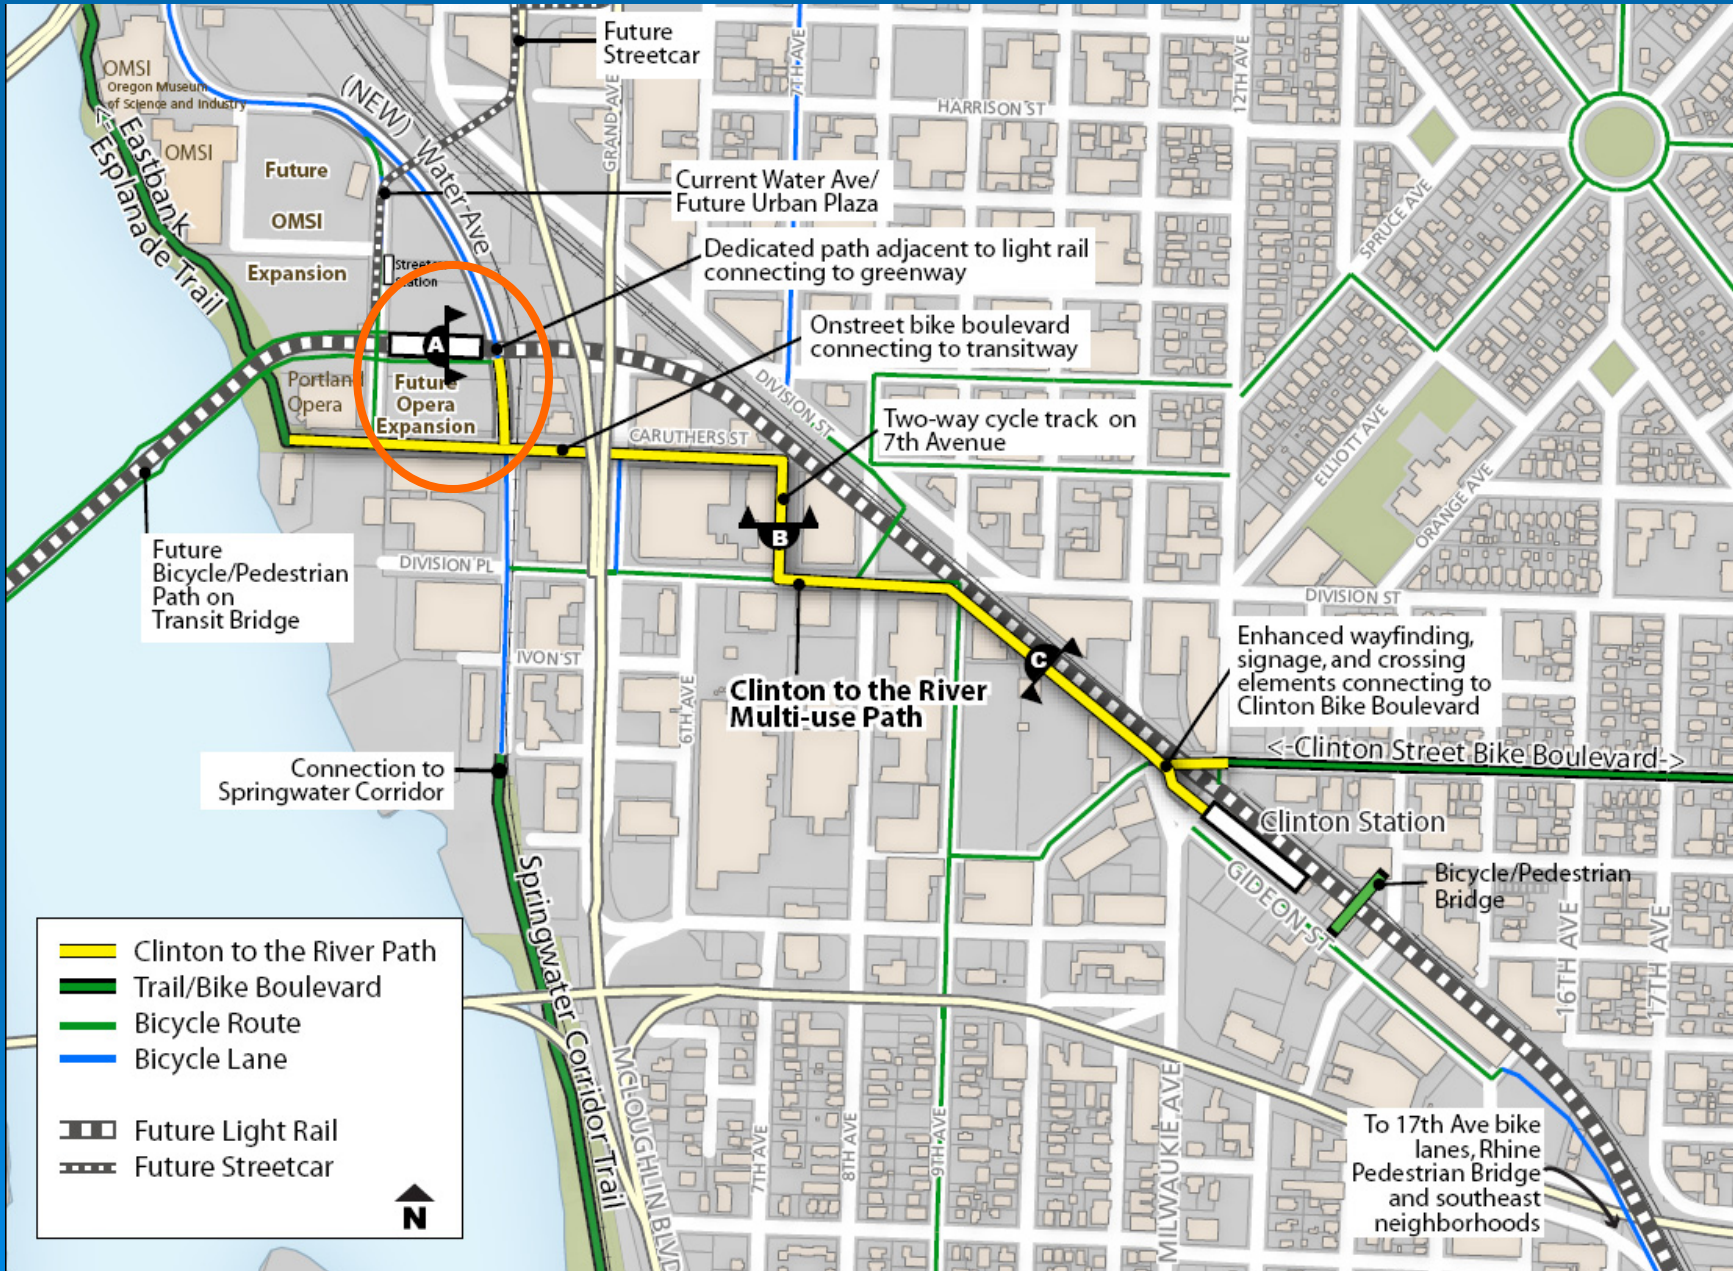 Future
Streetcar
7TH AVE
12TH AVE
OMSI
Oregon Museum
of Science and Industry
(NEW) Water Ave
GRAND AVE
HARRISON ST
<- Eastbank
Esplanade Trail
OMSI
Future
OMSI
Expansion
Current Water Ave/
Future Urban Plaza
SPRUCE AVE
Dedicated path adjacent to light rail
connecting to greenway
Station
Onstreet bike boulevard
connecting to transitway
A
Portland
Opera
Future
Opera
Expansion
DIVISION ST
CARUTHERS ST
Two-way cycle track on
7th Avenue
ELLIOTT AVE
ORANGE AVE
B
Future
Bicycle/Pedestrian
Path on
Transit Bridge
DIVISION PL
DIVISION ST
IVON ST
6TH AVE
C
Enhanced wayfinding,
signage, and crossing
elements connecting to
Clinton Bike Boulevard
Clinton to the River
Multi-use Path
<-Clinton Street Bike Boulevard->
Connection to
Springwater Corridor
Clinton Station
GIDEON ST
Bicycle/Pedestrian
Bridge
16TH AVE
17TH AVE
Springwater Corridor Trail
MCLOUGHLIN BLVD
7TH AVE
8TH AVE
9TH AVE
MILWAUKIE AVE
To 17th Ave bike
lanes, Rhine
Pedestrian Bridge
and southeast
neighborhoods
Clinton to the River Path
Trail/Bike Boulevard
Bicycle Route
Bicycle Lane
Future Light Rail
Future Streetcar
N